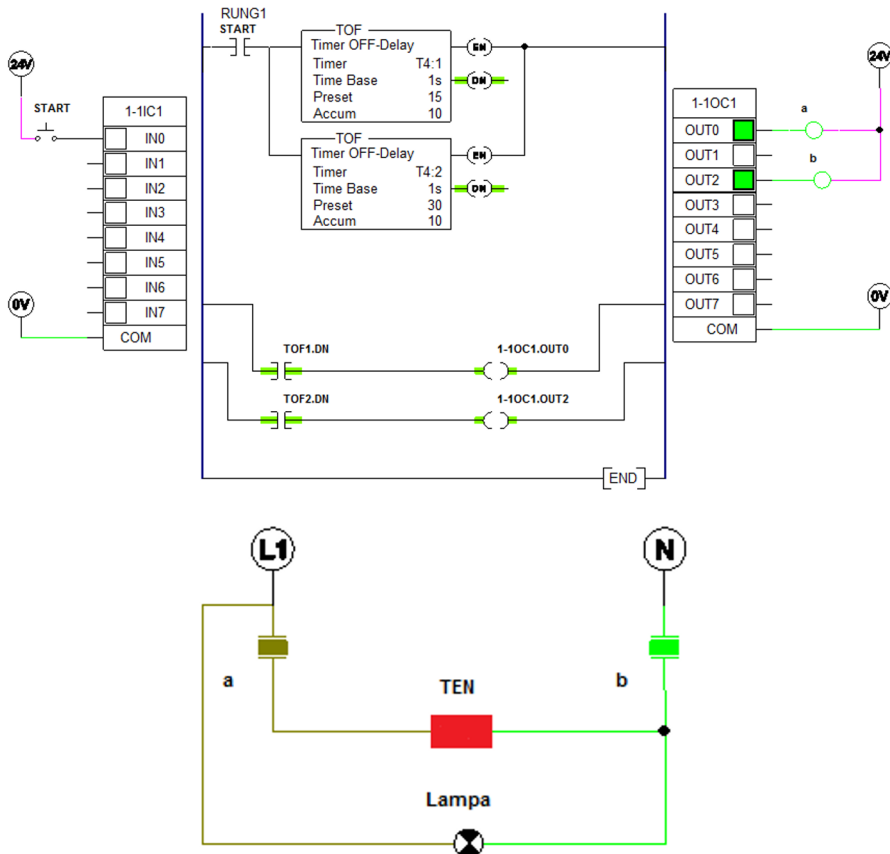 RUNG1
START
TOF
Timer OFF-Delay
Timer T4:1
Time Base 1s
Preset 15
Accum 10
EN
DN
TOF
Timer OFF-Delay
Timer T4:2
Time Base 1s
Preset 30
Accum 10
EN
DN
24V
START
1-1IC1
IN0
IN1
IN2
IN3
IN4
IN5
IN6
IN7
COM
0V
24V
1-1OC1
OUT0
OUT1
OUT2
OUT3
OUT4
OUT5
OUT6
OUT7
COM
a
b
0V
TOF1.DN 1-1OC1.OUT0
TOF2.DN 1-1OC1.OUT2
END
L1 N
a TEN b
Lampa